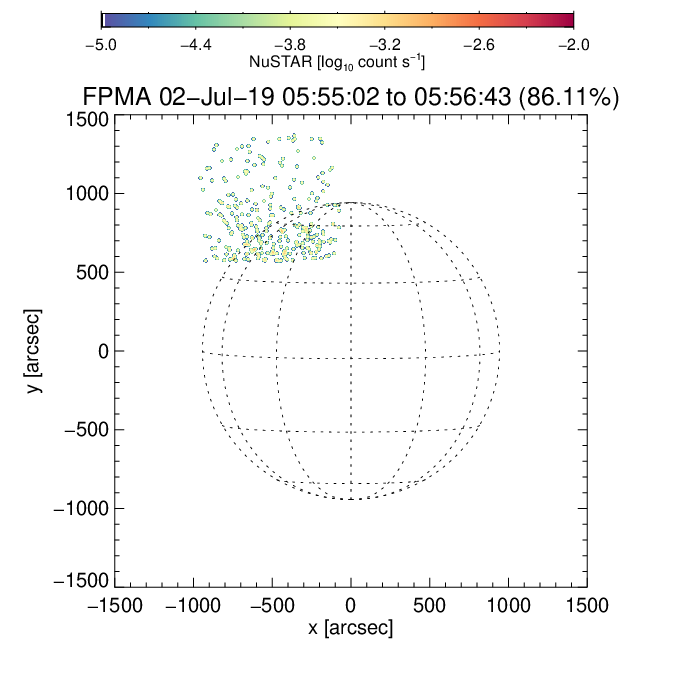 −5.0 −4.4 −3.8 −3.2 −2.6 −2.0
NuSTAR [log₁₀ count s⁻¹]
FPMA 02−Jul−19 05:55:02 to 05:56:43 (86.11%)
1500
1000
500
0
−500
−1000
−1500
y [arcsec]
−1500 −1000 −500 0 500 1000 1500
x [arcsec]